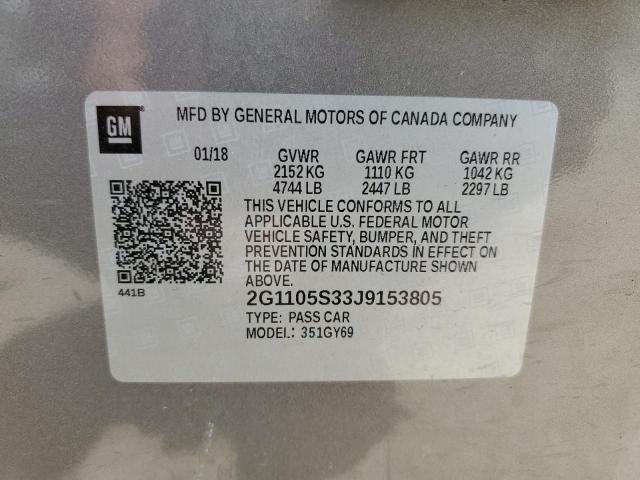 GM
MFD BY GENERAL MOTORS OF CANADA COMPANY
01/18 GVWR GAWR FRT GAWR RR
2152 KG 1110 KG 1042 KG
4744 LB 2447 LB 2297 LB
THIS VEHICLE CONFORMS TO ALL
APPLICABLE U.S. FEDERAL MOTOR
VEHICLE SAFETY, BUMPER, AND THEFT
PREVENTION STANDARDS IN EFFECT ON
THE DATE OF MANUFACTURE SHOWN
ABOVE.
441B
2G1105S33J9153805
TYPE: PASS CAR
MODEL.: 351GY69